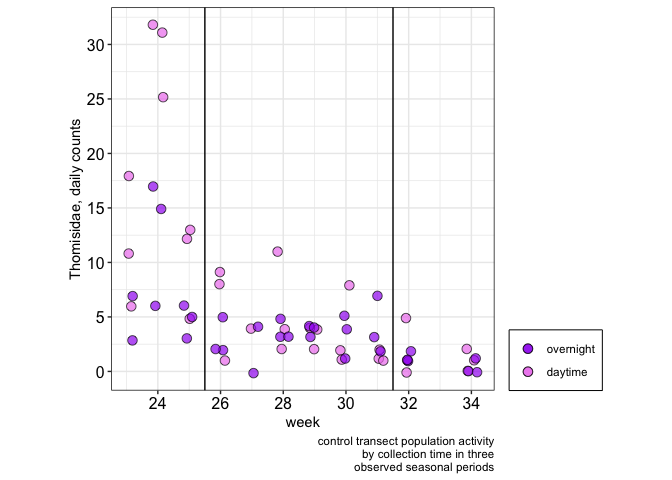 30
25
20
15
10
5
0
Thomisidae, daily counts
24 26 28 30 32 34
week
overnight
daytime
control transect population activity
by collection time in three
observed seasonal periods